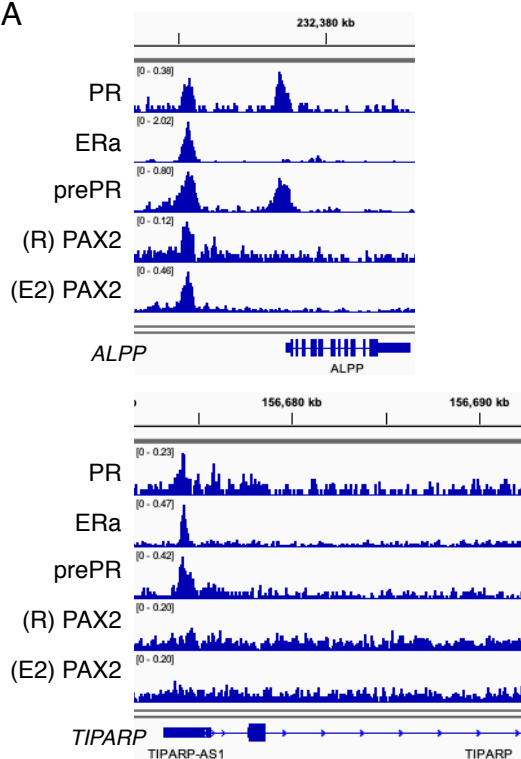 A
232,380 kb
PR
[0 - 0.38]
ERa
[0 - 2.02]
prePR
[0 - 0.80]
(R) PAX2
[0 - 0.12]
(E2) PAX2
[0 - 0.46]
ALPP
ALPP
156,680 kb
156,690 kb
PR
[0 - 0.23]
ERa
[0 - 0.47]
prePR
[0 - 0.42]
(R) PAX2
[0 - 0.20]
(E2) PAX2
[0 - 0.20]
TIPARP
TIPARP-AS1
TIPARP